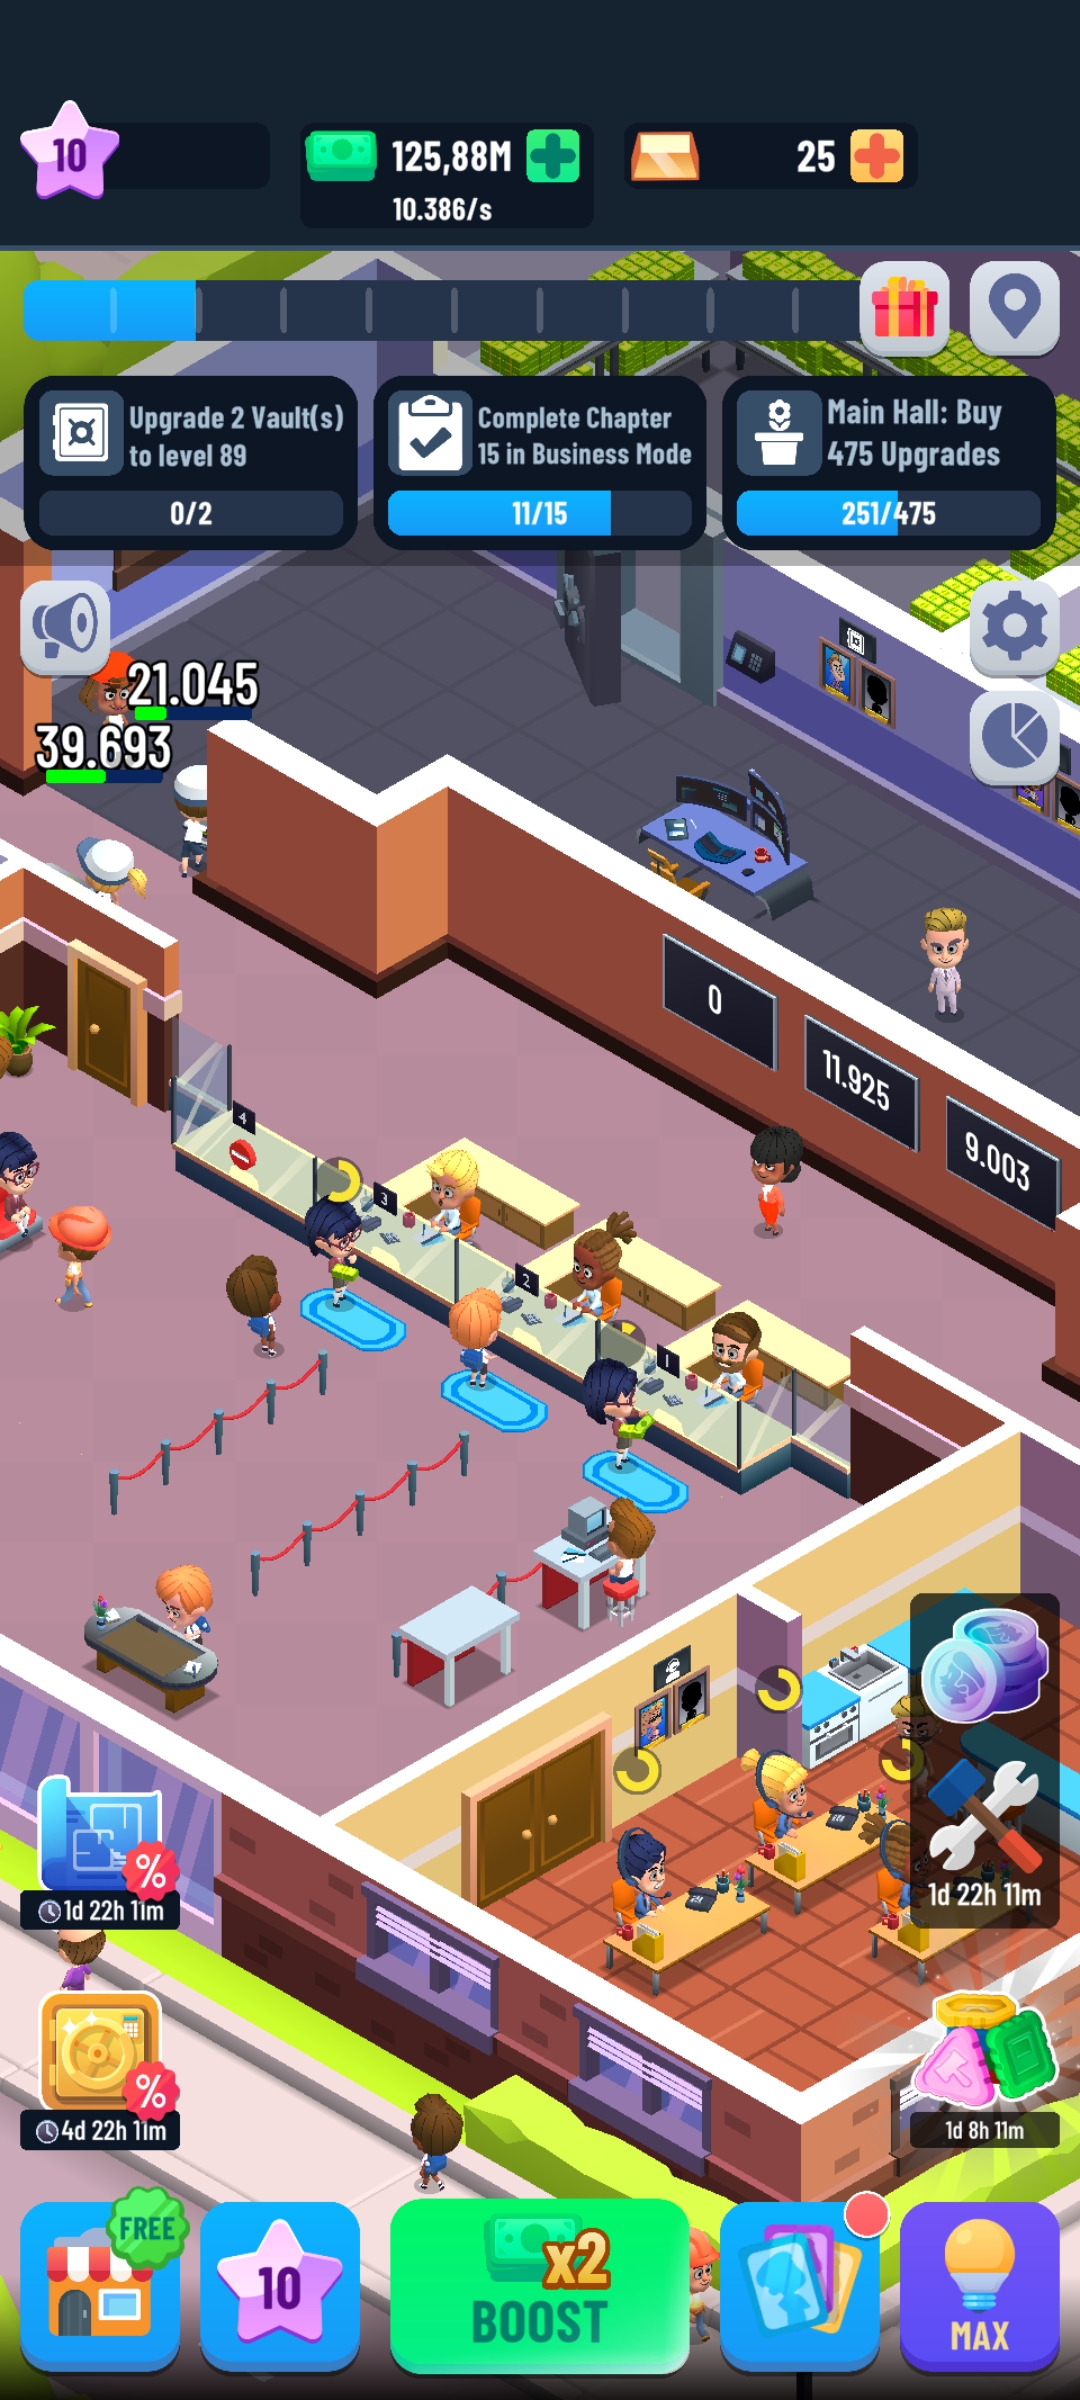 10
125,88M
25
10.386/s
Upgrade 2 Vault(s)
to level 89
0/2
Complete Chapter
15 in Business Mode
11/15
Main Hall: Buy
475 Upgrades
251/475
21.045
39.693
0
11.925
9.003
4
3
2
1
%
1d 22h 11m
1d 22h 11m
%
4d 22h 11m
1d 8h 11m
FREE
10
x2
BOOST
MAX